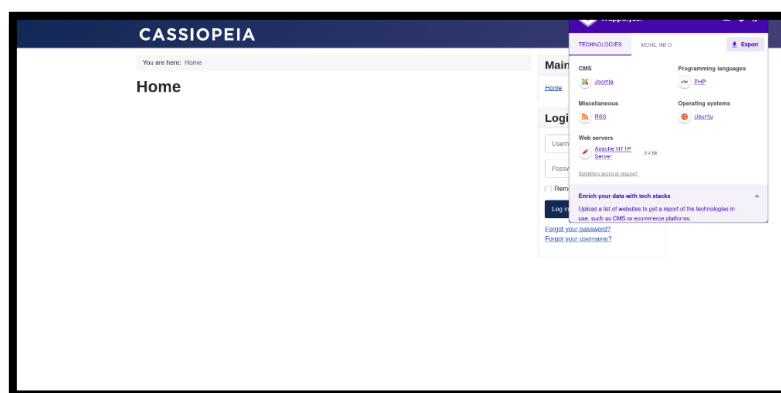 CASSIOPEIA
You are here: Home
Home
Main
Home
Logi
Usern
Passw
Rem
Log in
Forgot your password?
Forgot your username?
TECHNOLOGIES MORE INFO Export
CMS
Joomla
Programming languages
PHP
Miscellaneous
RSS
Operating systems
Ubuntu
Web servers
Apache HTTP
Server
Something wrong or missing?
Enrich your data with tech stacks
Upload a list of websites to get a report of the technologies in
use, such as CMS or ecommerce platforms.